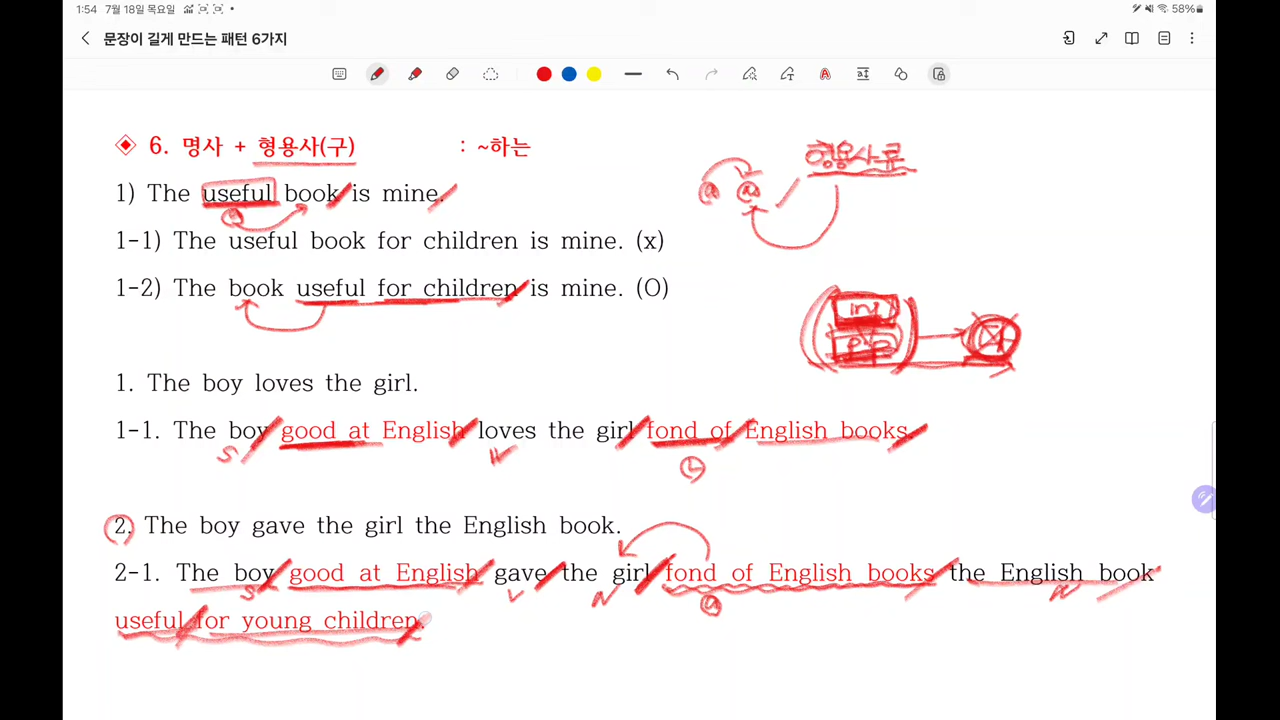 1:54 7월 18일 목요일 58%
문장이 길게 만드는 패턴 6가지
6. 명사 + 형용사(구) : ~하는
형용사류
1) The useful book is mine.
a n
a
1-1) The useful book for children is mine. (x)
1-2) The book useful for children is mine. (O)
1. The boy loves the girl.
1-1. The boy good at English loves the girl fond of English books.
S V
2. The boy gave the girl the English book.
2-1. The boy good at English gave the girl fond of English books the English book
S V N a N
useful for young children.